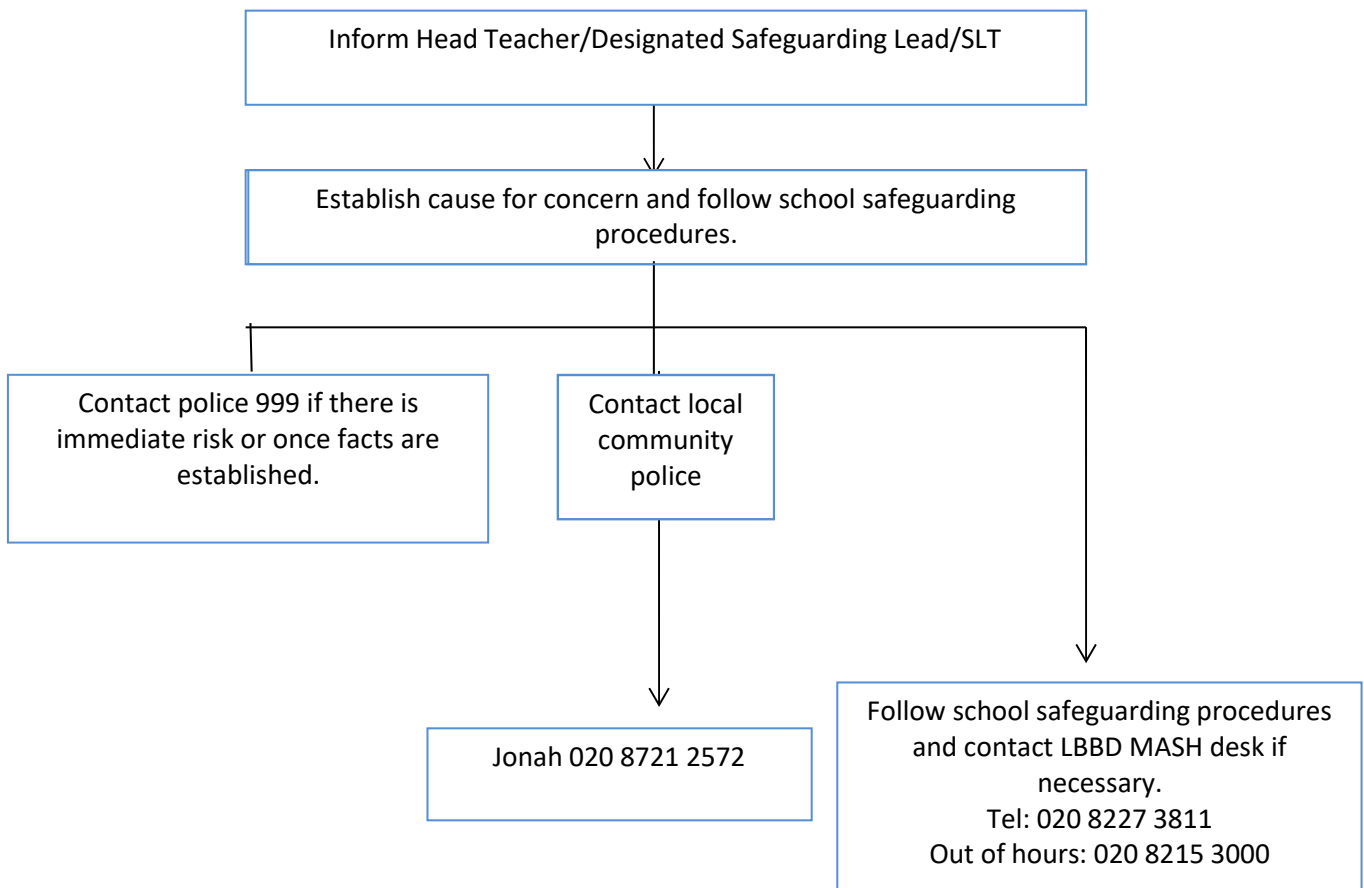 Inform Head Teacher/Designated Safeguarding Lead/SLT
Establish cause for concern and follow school safeguarding
procedures.
Contact police 999 if there is
immediate risk or once facts are
established.
Contact local
community
police
Jonah 020 8721 2572
Follow school safeguarding procedures
and contact LBBD MASH desk if
necessary.
Tel: 020 8227 3811
Out of hours: 020 8215 3000